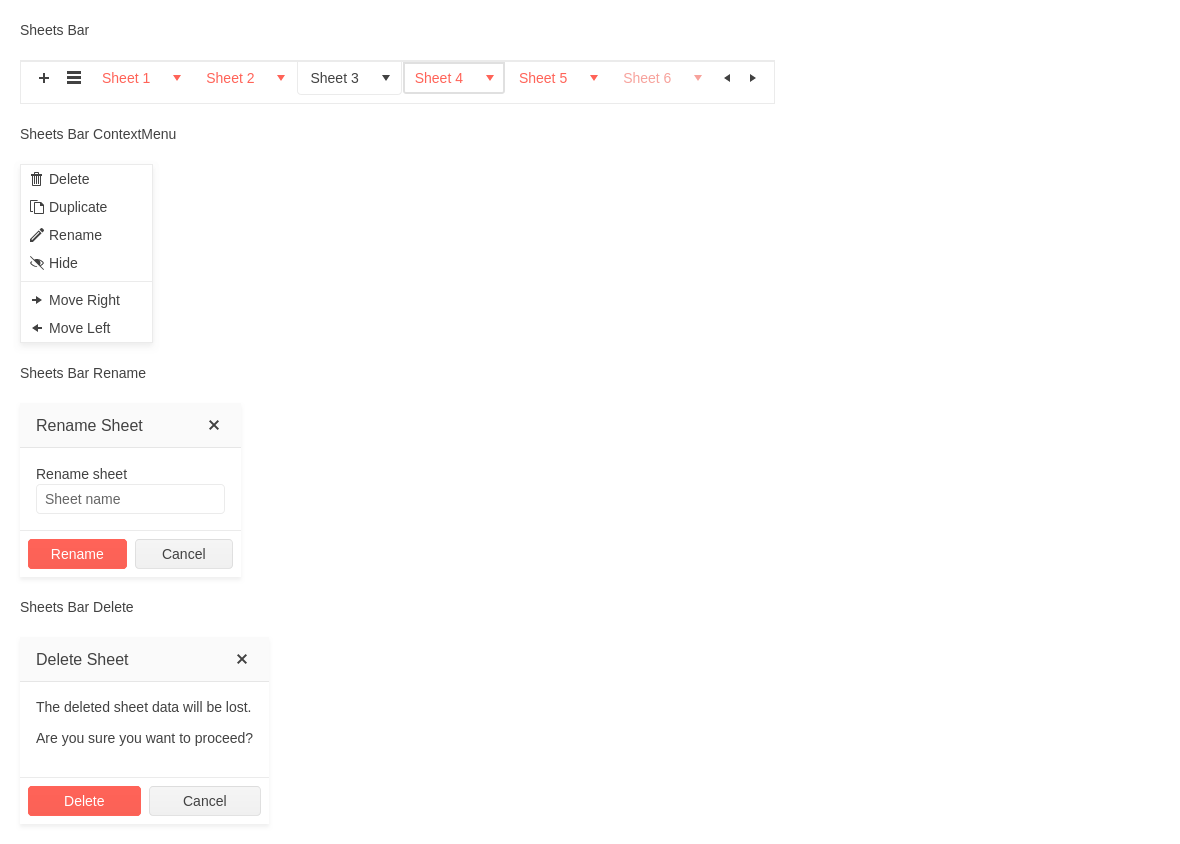 Sheets Bar
Sheet 1 Sheet 2 Sheet 3 Sheet 4 Sheet 5 Sheet 6
Sheets Bar ContextMenu
Delete
Duplicate
Rename
Hide
Move Right
Move Left
Sheets Bar Rename
Rename Sheet
Rename sheet
Sheet name
Rename Cancel
Sheets Bar Delete
Delete Sheet
The deleted sheet data will be lost.
Are you sure you want to proceed?
Delete Cancel